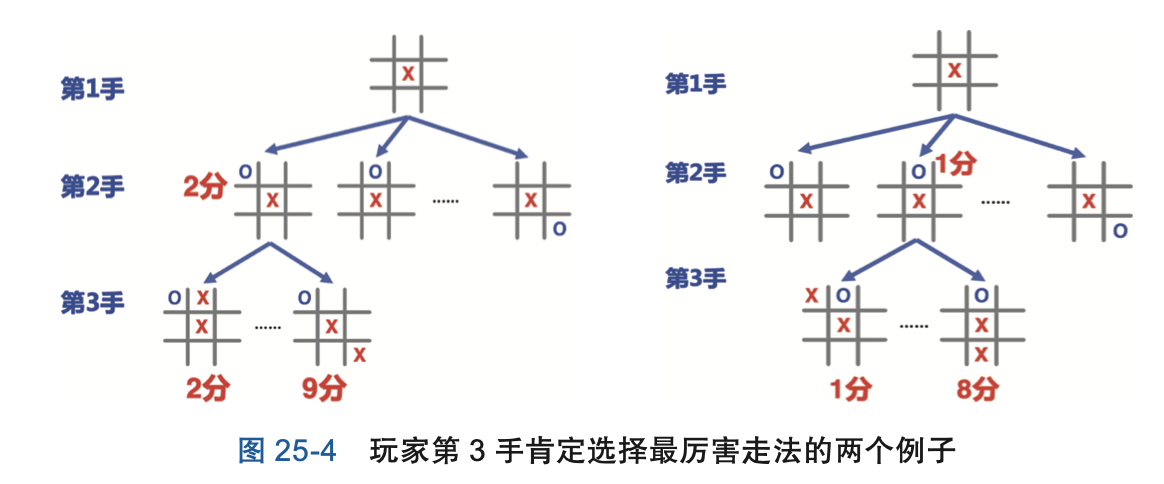 第1手
X
第2手
2分
O
X
O
X
......
X
O
第3手
O X
X
......
O
X
X
2分
9分
第1手
X
第2手
O
X
O
1分
X
......
X
O
第3手
X O
X
......
O
X
X
1分
8分
图 25-4 玩家第 3 手肯定选择最厉害走法的两个例子